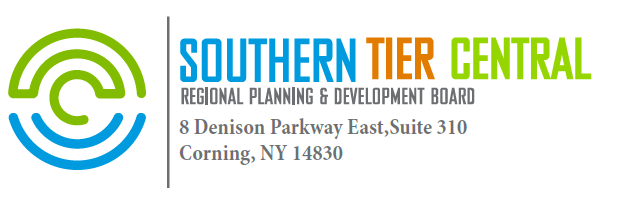 SOUTHERN TIER CENTRAL
REGIONAL PLANNING & DEVELOPMENT BOARD
8 Denison Parkway East,Suite 310
Corning, NY 14830